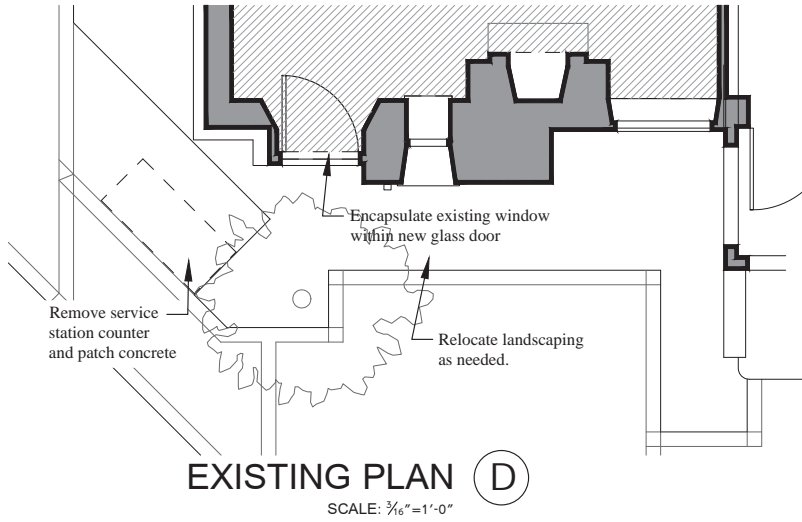 Encapsulate existing window
within new glass door
Remove service
station counter
and patch concrete
Relocate landscaping
as needed.
EXISTING PLAN D
SCALE: 3⁄16"=1'-0"